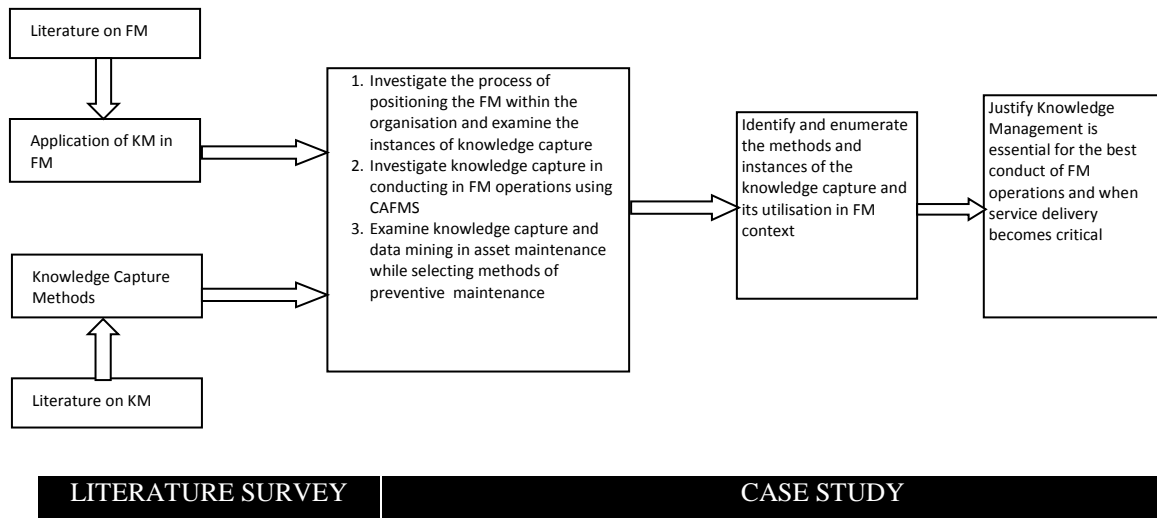 Literature on FM
Application of KM in
FM
Knowledge Capture
Methods
Literature on KM
1. Investigate the process of
positioning the FM within the
organisation and examine the
instances of knowledge capture
2. Investigate knowledge capture in
conducting in FM operations using
CAFMS
3. Examine knowledge capture and
data mining in asset maintenance
while selecting methods of
preventive maintenance
Identify and enumerate
the methods and
instances of the
knowledge capture and
its utilisation in FM
context
Justify Knowledge
Management is
essential for the best
conduct of FM
operations and when
service delivery
becomes critical
LITERATURE SURVEY
CASE STUDY